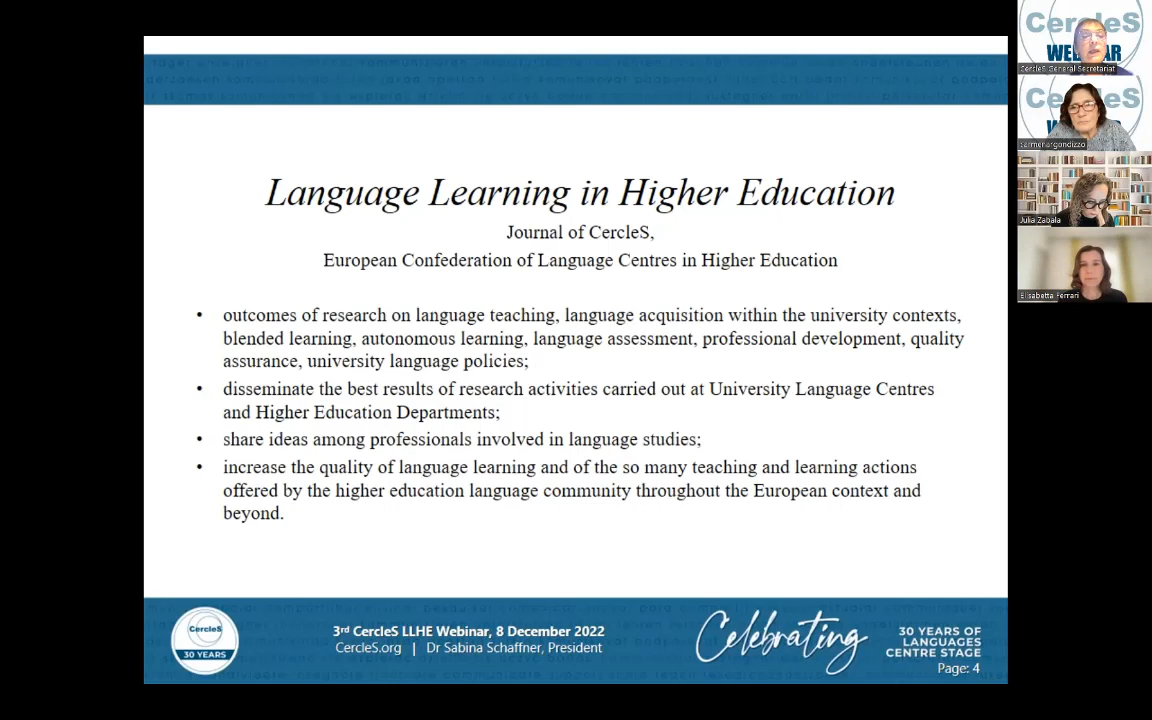 Language Learning in Higher Education
Journal of CercleS,
European Confederation of Language Centres in Higher Education
• outcomes of research on language teaching, language acquisition within the university contexts,
blended learning, autonomous learning, language assessment, professional development, quality
assurance, university language policies;
• disseminate the best results of research activities carried out at University Language Centres
and Higher Education Departments;
• share ideas among professionals involved in language studies;
• increase the quality of language learning and of the so many teaching and learning actions
offered by the higher education language community throughout the European context and
beyond.
CercleS
30 YEARS
3rd CercleS LLHE Webinar, 8 December 2022
CercleS.org | Dr Sabina Schaffner, President
Celebrating
30 YEARS OF
LANGUAGES
CENTRE STAGE
Page: 4
CercleS General Secretariat
carmenargondizzo
Julia Zabala
Elisabetta Ferrari